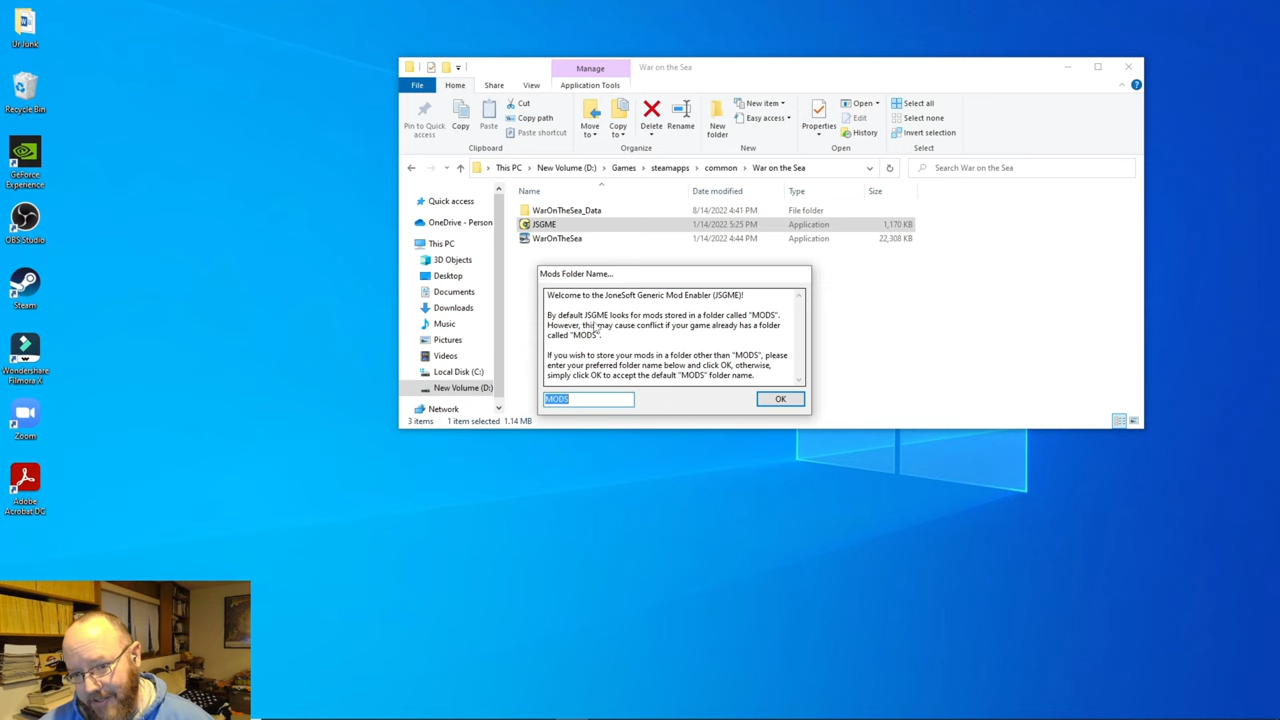 Ur Junk
Recycle Bin
GeForce
Experience
OBS Studio
Steam
Wondershare
Filmora X
Zoom
Adobe
Acrobat DC
Manage
War on the Sea
File
Home
Share
View
Application Tools
Pin to Quick
access
Copy
Paste
Cut
Copy path
Paste shortcut
Clipboard
Move
to
Copy
to
Delete
Rename
Organize
New
folder
New item
Easy access
New
Properties
Open
Edit
History
Open
Select all
Select none
Invert selection
Select
This PC > New Volume (D:) > Games > steamapps > common > War on the Sea
Search War on the Sea
Quick access
OneDrive - Person
This PC
3D Objects
Desktop
Documents
Downloads
Music
Pictures
Videos
Local Disk (C:)
New Volume (D:)
Network
Name
Date modified
Type
Size
WarOnTheSea_Data
8/14/2022 4:41 PM
File folder
JSGME
1/14/2022 5:25 PM
Application
1,170 KB
WarOnTheSea
1/14/2022 4:44 PM
Application
22,308 KB
Mods Folder Name...
Welcome to the JoneSoft Generic Mod Enabler (JSGME)!
By default JSGME looks for mods stored in a folder called "MODS".
However, this may cause conflict if your game already has a folder
called "MODS".
If you wish to store your mods in a folder other than "MODS", please
enter your preferred folder name below and click OK, otherwise,
simply click OK to accept the default "MODS" folder name.
MODS
OK
3 items
1 item selected 1.14 MB